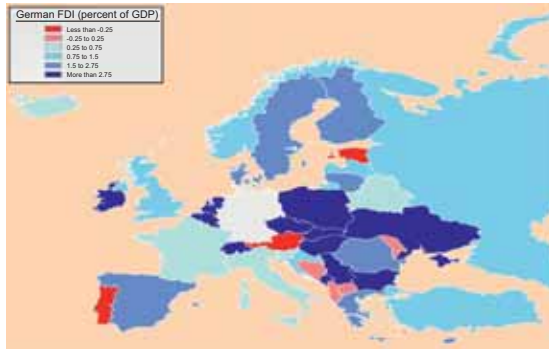 German FDI (percent of GDP)
Less than -0.25
-0.25 to 0.25
0.25 to 0.75
0.75 to 1.5
1.5 to 2.75
More than 2.75